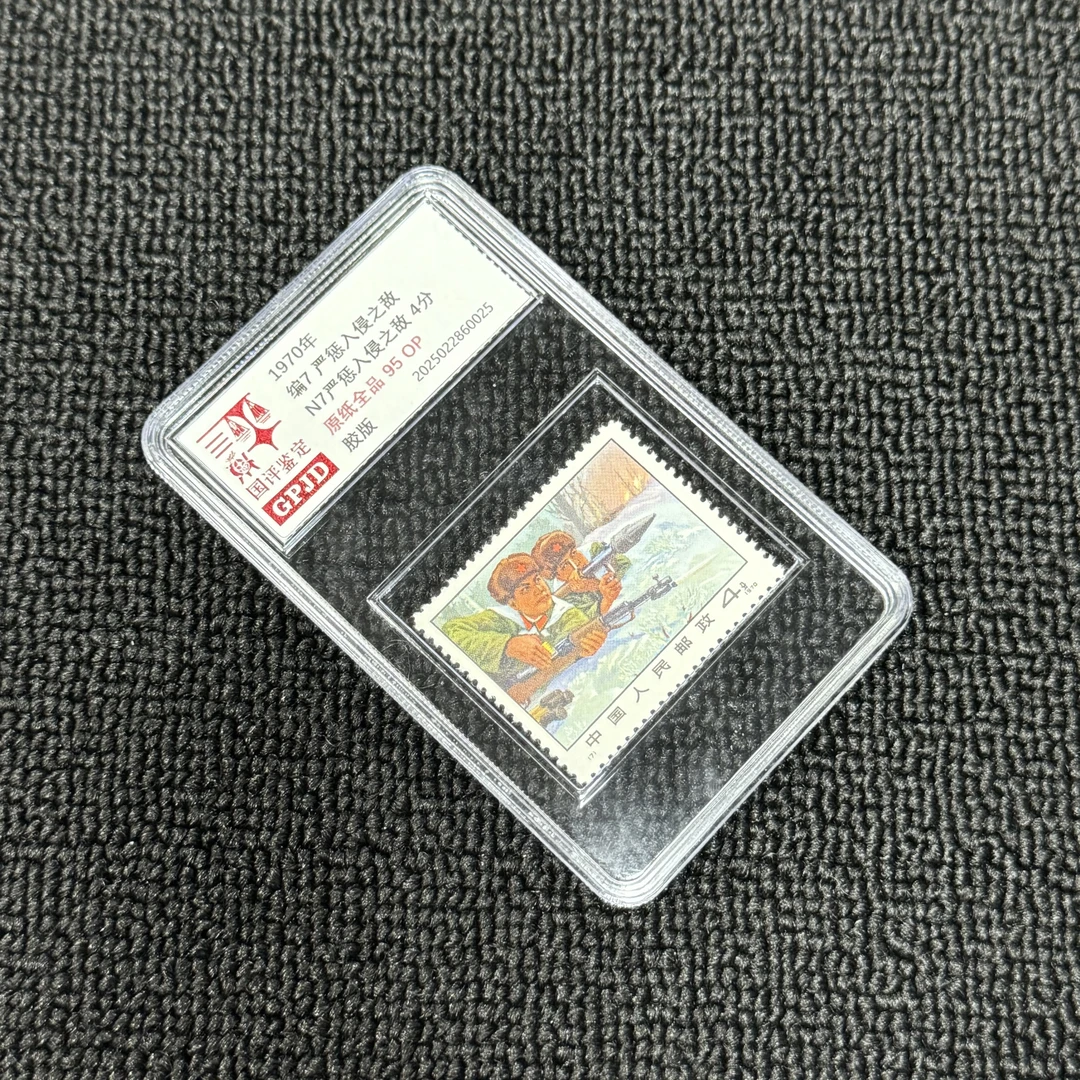 1970年
编7 严惩入侵之敌
N7严惩入侵之敌 4分
原纸全品 95 OP
胶版
2025022860025
国评鉴定
GPJD
(7)
中国人民邮政
4分
1970